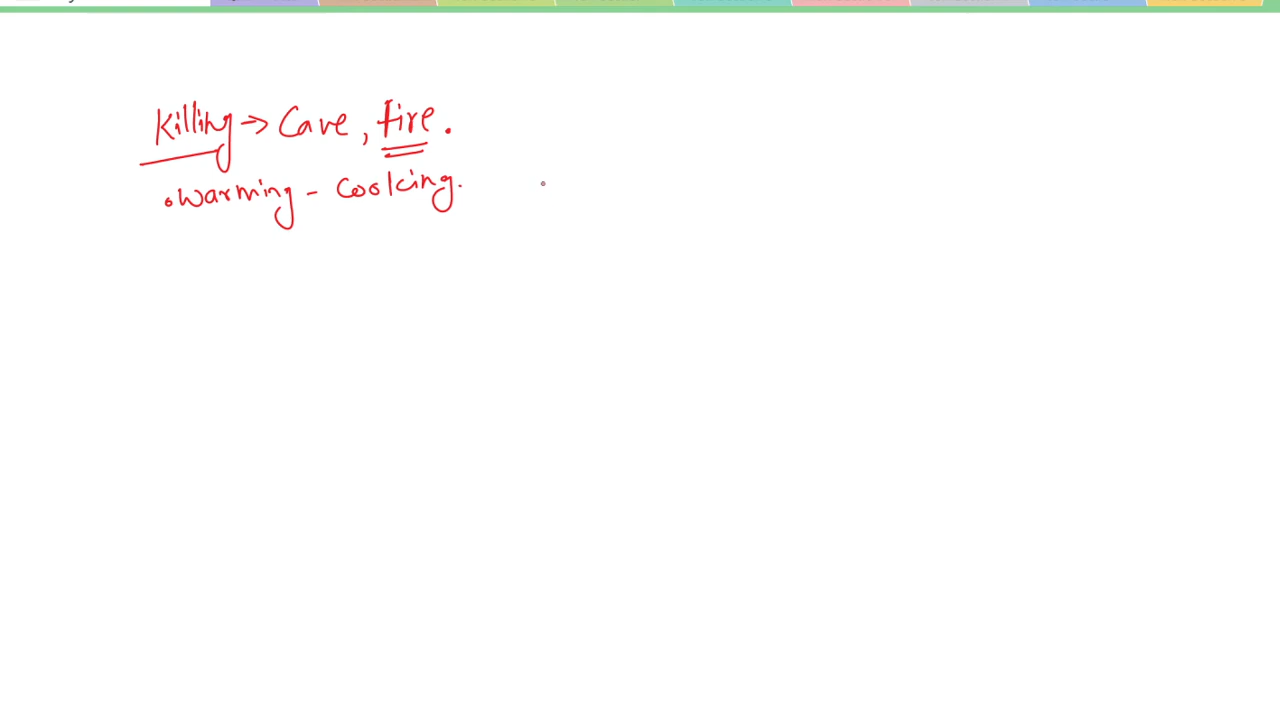 Killing → Cave, fire.
• Warming - Cooking.